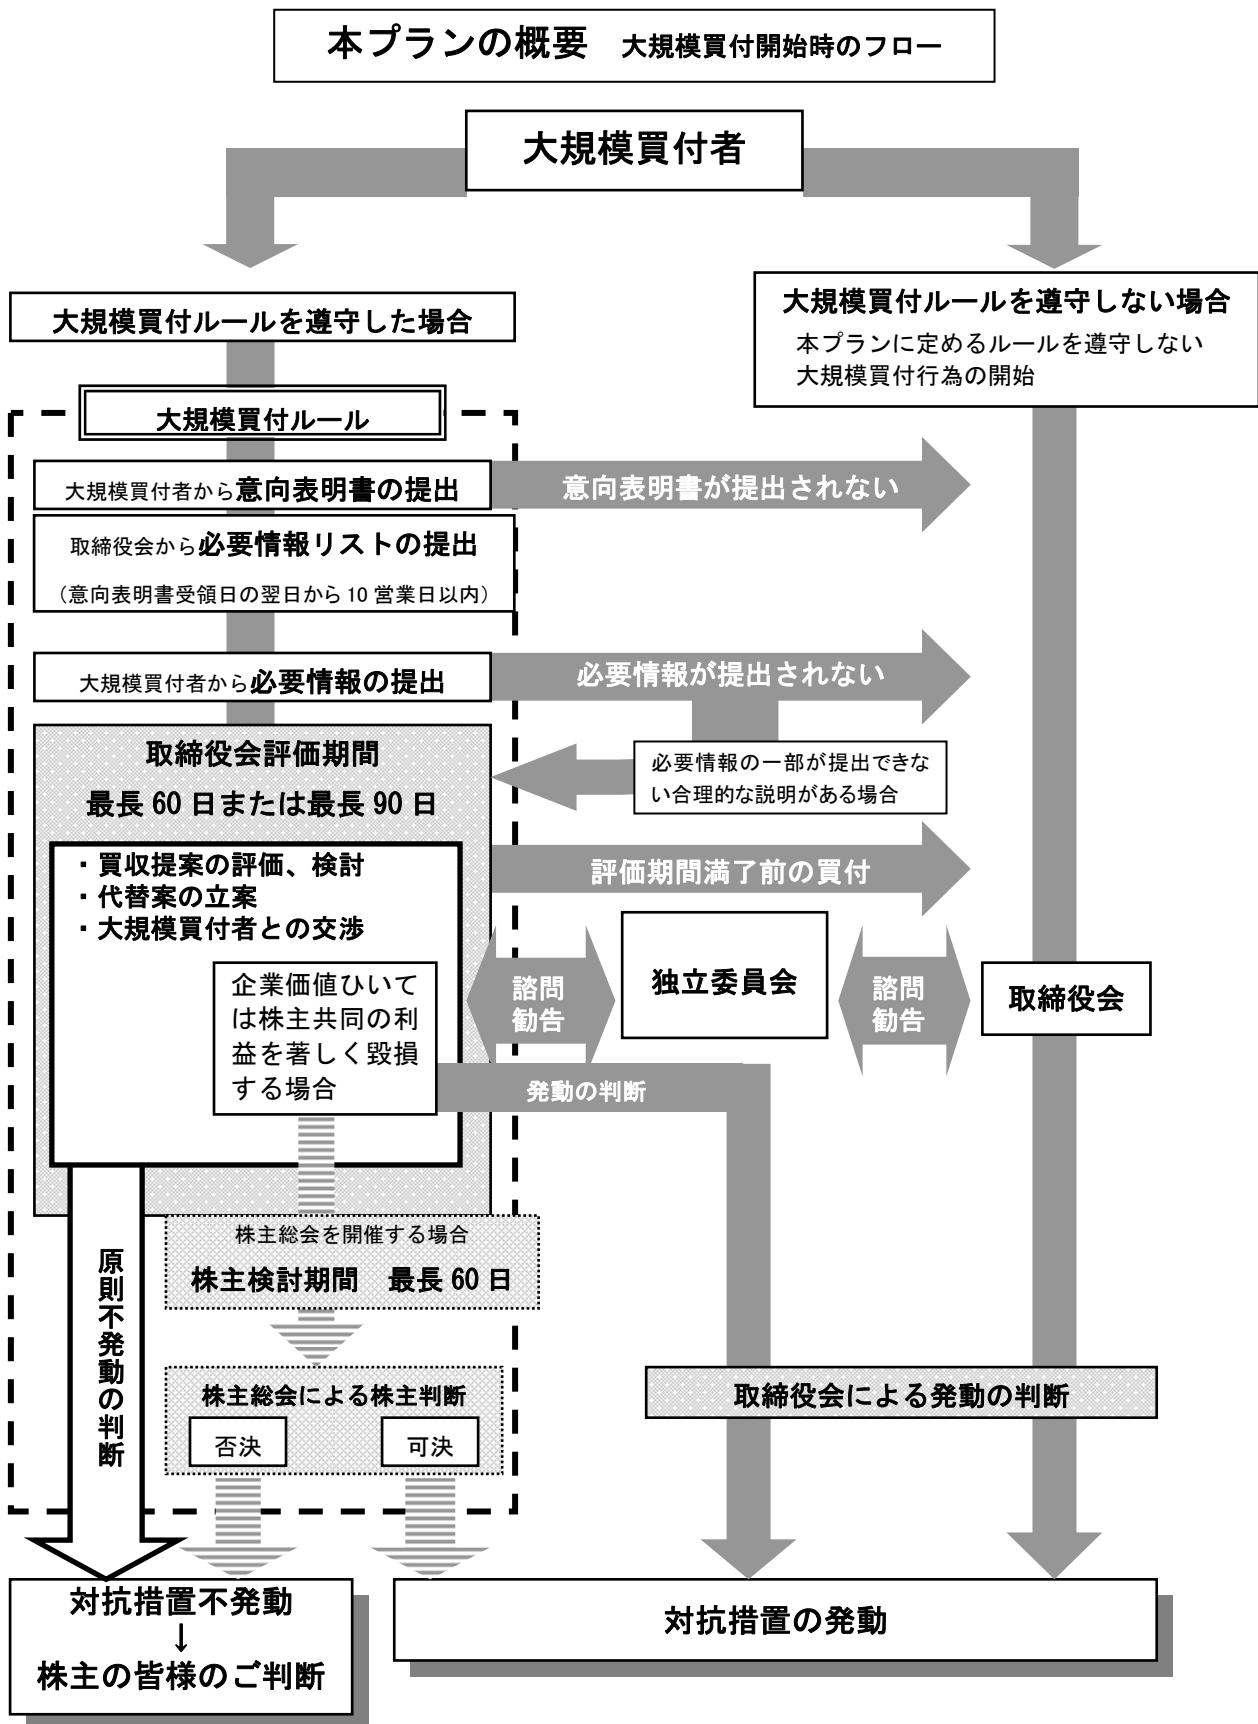 本プランの概要　大規模買付開始時のフロー
大規模買付者
大規模買付ルールを遵守した場合
大規模買付ルールを遵守しない場合
本プランに定めるルールを遵守しない
大規模買付行為の開始
大規模買付ルール
大規模買付者から意向表明書の提出
意向表明書が提出されない
取締役会から必要情報リストの提出
（意向表明書受領日の翌日から10営業日以内）
大規模買付者から必要情報の提出
必要情報が提出されない
取締役会評価期間
最長60日または最長90日
必要情報の一部が提出できな
い合理的な説明がある場合
・買収提案の評価、検討
・代替案の立案
・大規模買付者との交渉
評価期間満了前の買付
企業価値ひいて
は株主共同の利
益を著しく毀損
する場合
諮問
勧告
独立委員会
諮問
勧告
取締役会
発動の判断
株主総会を開催する場合
株主検討期間　最長60日
原則不発動の判断
株主総会による株主判断
否決
可決
取締役会による発動の判断
対抗措置不発動
↓
株主の皆様のご判断
対抗措置の発動